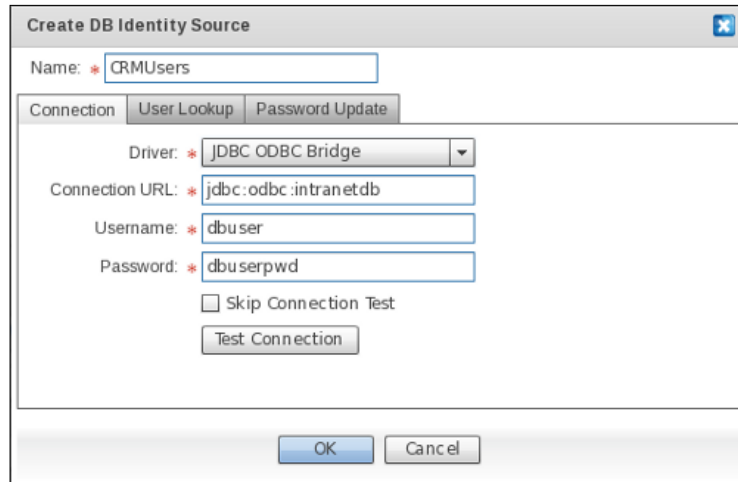 Create DB Identity Source
Name: * CRMUsers
Connection User Lookup Password Update
Driver: * JDBC ODBC Bridge
Connection URL: * jdbc:odbc:intranetdb
Username: * dbuser
Password: * dbuserpwd
Skip Connection Test
Test Connection
OK Cancel